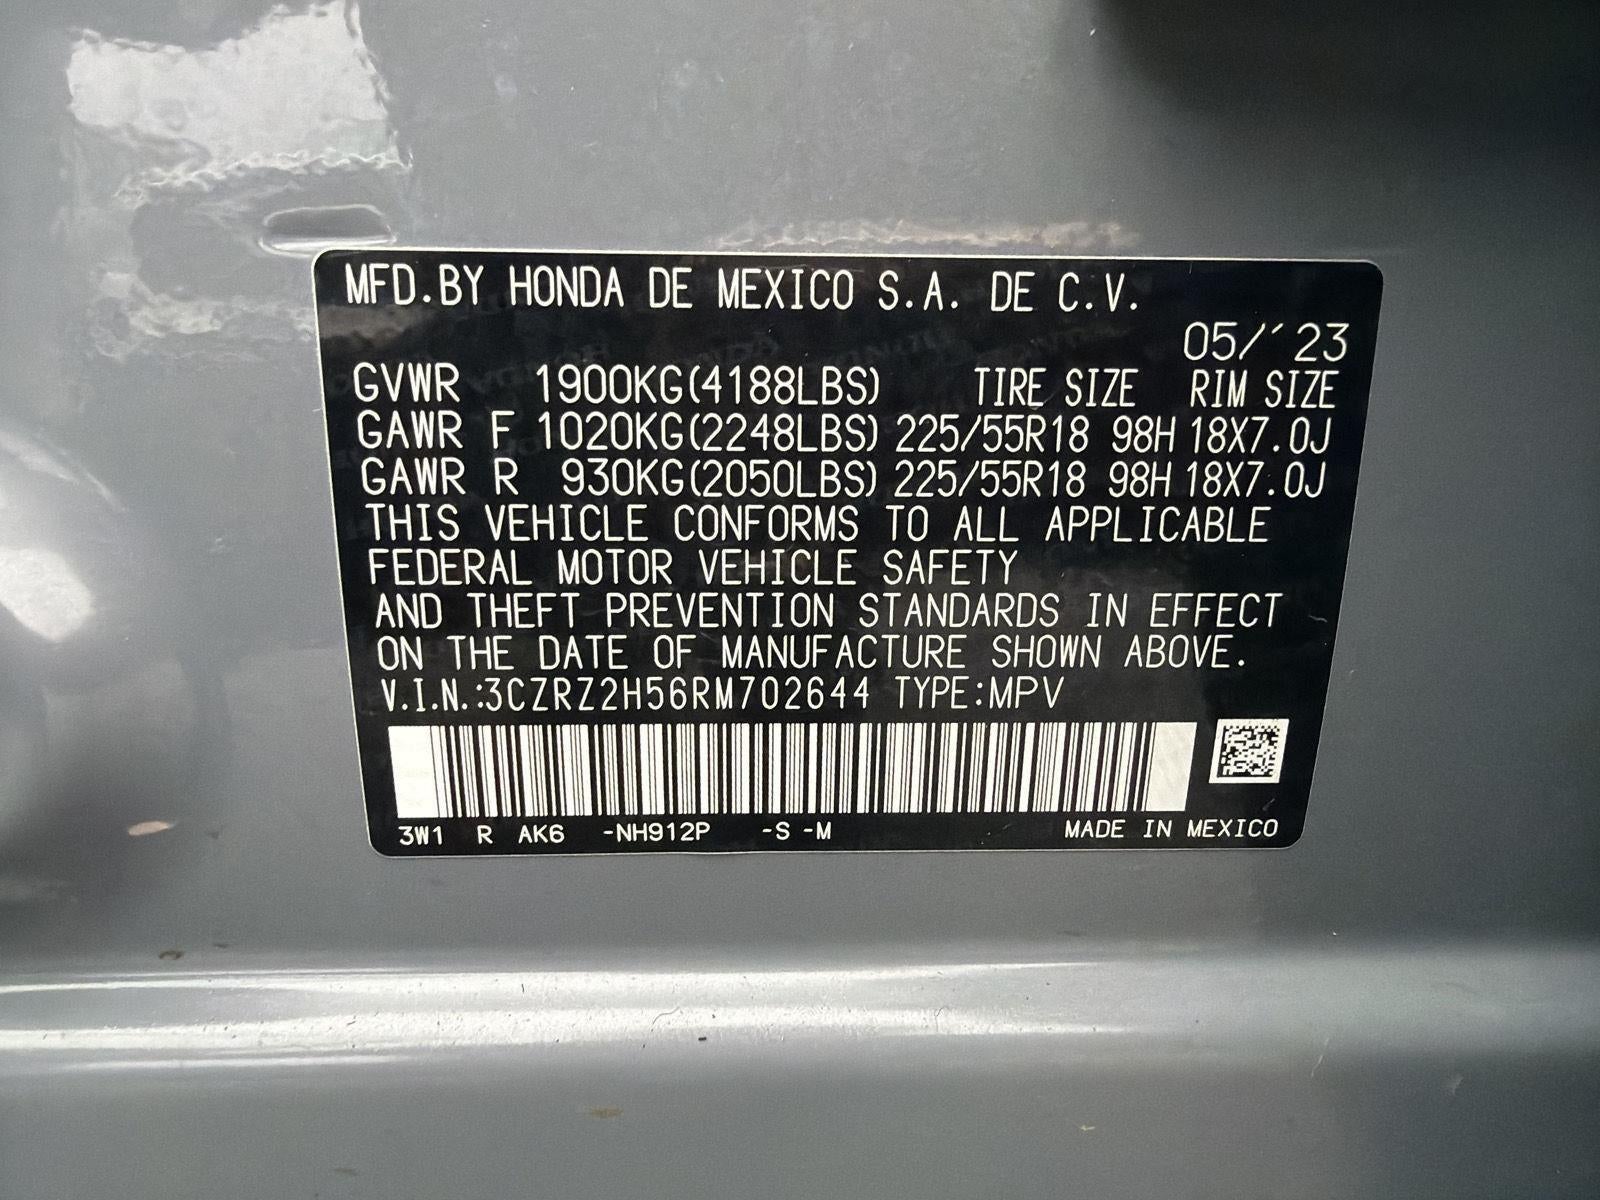 MFD.BY HONDA DE MEXICO S.A. DE C.V.
05/´23
GVWR 1900KG(4188LBS) TIRE SIZE RIM SIZE
GAWR F 1020KG(2248LBS) 225/55R18 98H 18X7.0J
GAWR R 930KG(2050LBS) 225/55R18 98H 18X7.0J
THIS VEHICLE CONFORMS TO ALL APPLICABLE
FEDERAL MOTOR VEHICLE SAFETY
AND THEFT PREVENTION STANDARDS IN EFFECT
ON THE DATE OF MANUFACTURE SHOWN ABOVE.
V.I.N.:3CZRZ2H56RM702644 TYPE:MPV
3W1 R AK6 -NH912P -S -M MADE IN MEXICO